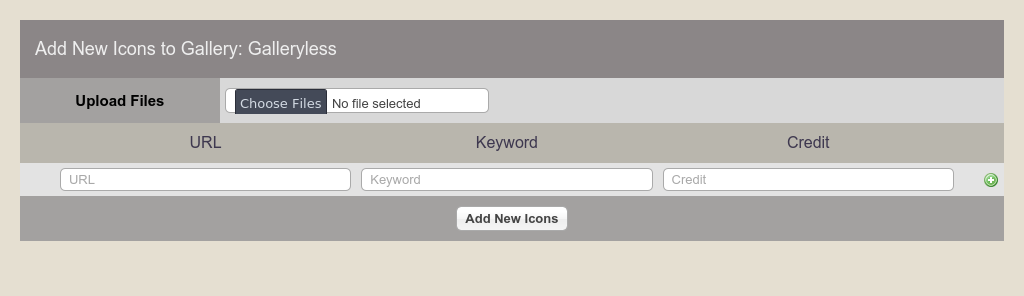 Add New Icons to Gallery: Galleryless
Upload Files
Choose Files No file selected
URL Keyword Credit
URL Keyword Credit
Add New Icons